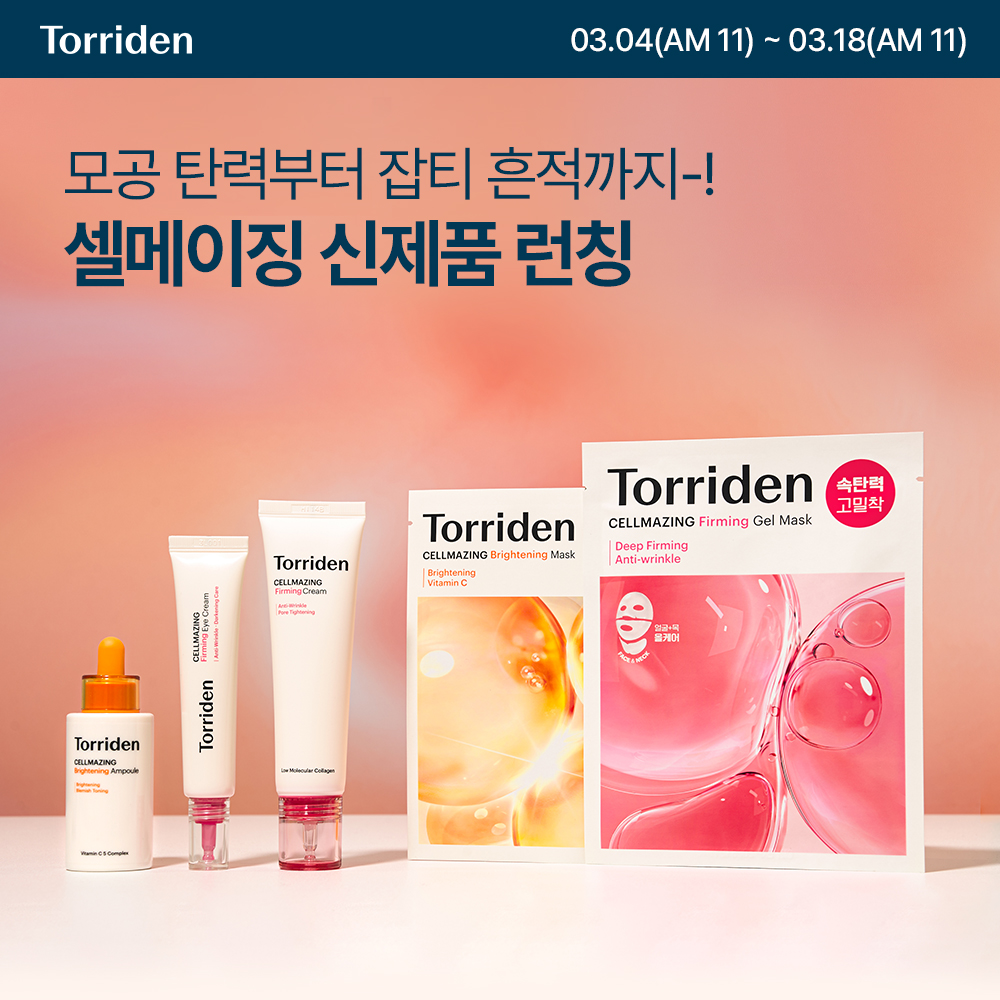 Torriden
03.04(AM 11) ~ 03.18(AM 11)
모공 탄력부터 잡티 흔적까지-!
셀메이징 신제품 런칭
Torriden
CELLMAZING
Brightening Ampoule
Brightening
Blemish Toning
Vitamin C 5 Complex
CELLMAZING
Firming Eye Cream
Anti-Wrinkle · Darkening Care
Torriden
Torriden
CELLMAZING
Firming Cream
Anti-Wrinkle
Pore Tightening
Low Molecular Collagen
Torriden
CELLMAZING Brightening Mask
Brightening
Vitamin C
Torriden
CELLMAZING Firming Gel Mask
Deep Firming
Anti-wrinkle
속탄력
고밀착
얼굴+목
올케어
FACE & NECK